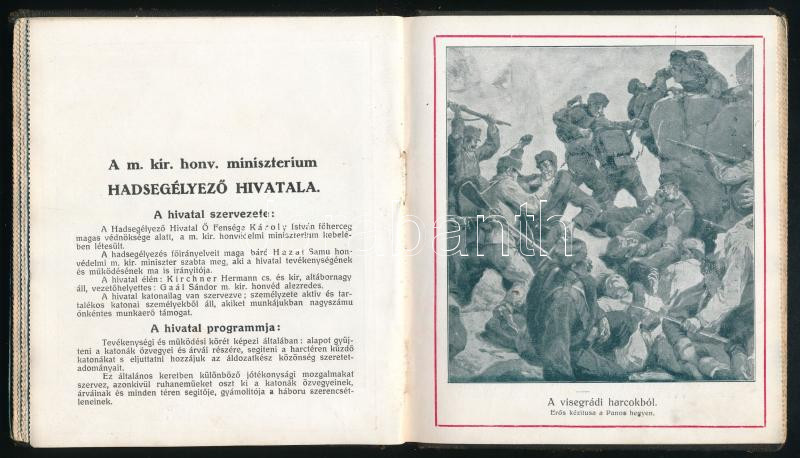 A m. kir. honv. miniszterium
HADSEGÉLYEZŐ HIVATALA.
A hivatal szervezete:
A Hadsegélyező Hivatal Ő Fensége Károly István főherceg
magas védnöksége alatt, a m. kir. honvédelmi miniszterium kebelé-
ben létesült.
A hadsegélyezés főirányelveit maga báró Hazai Samu hon-
védelmi m. kir. miniszter szabta meg, aki a hivatal tevékenységének
és működésének ma is irányítója.
A hivatal élén: Kirchner Hermann cs. és kir, altábornagy
áll, vezetőhelyettes: Gaál Sándor m. kir. honvéd alezredes.
A hivatal katonailag van szervezve; személyzete aktiv és tar-
talékos katonai személyekből áll, akiket munkájukban nagyszámu
önkéntes munkaerő támogat.
A hivatal programmja:
Tevékenységi és működési körét képezi általában: alapot gyüj-
teni a katonák özvegyei és árvái részére, segiteni a harctéren küzdő
katonákat s eljuttatni hozzájuk az áldozatkész közönség szeretet-
adományait.
Ez általános keretben különböző jótékonysági mozgalmakat
szervez, azonkivül ruhaneműeket oszt ki a katonák özvegyeinek,
árváinak és minden téren segitője, gyámolitója a háboru szerencsét-
leneinek.
A visegrádi harcokból.
Erős kézitusa a Panos hegyen.